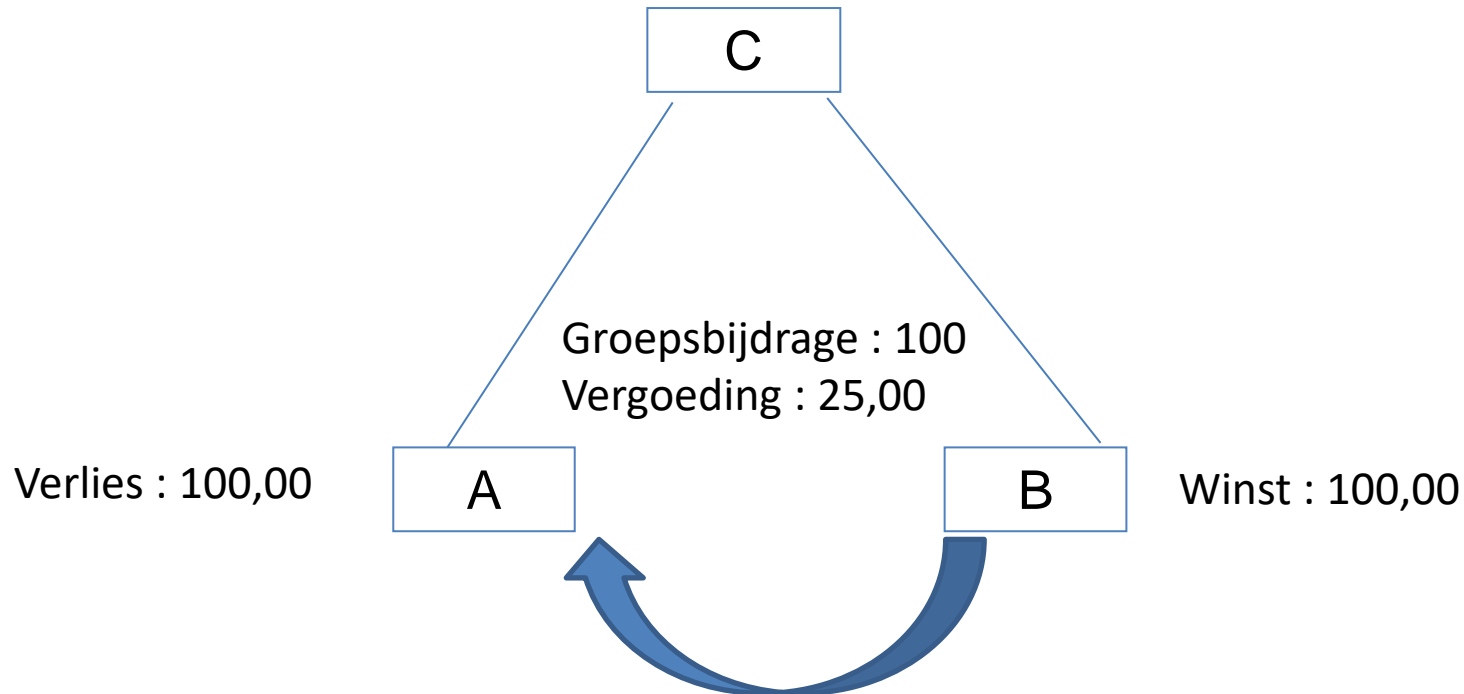 C
Groepsbijdrage : 100
Vergoeding : 25,00
Verlies : 100,00
A
B
Winst : 100,00